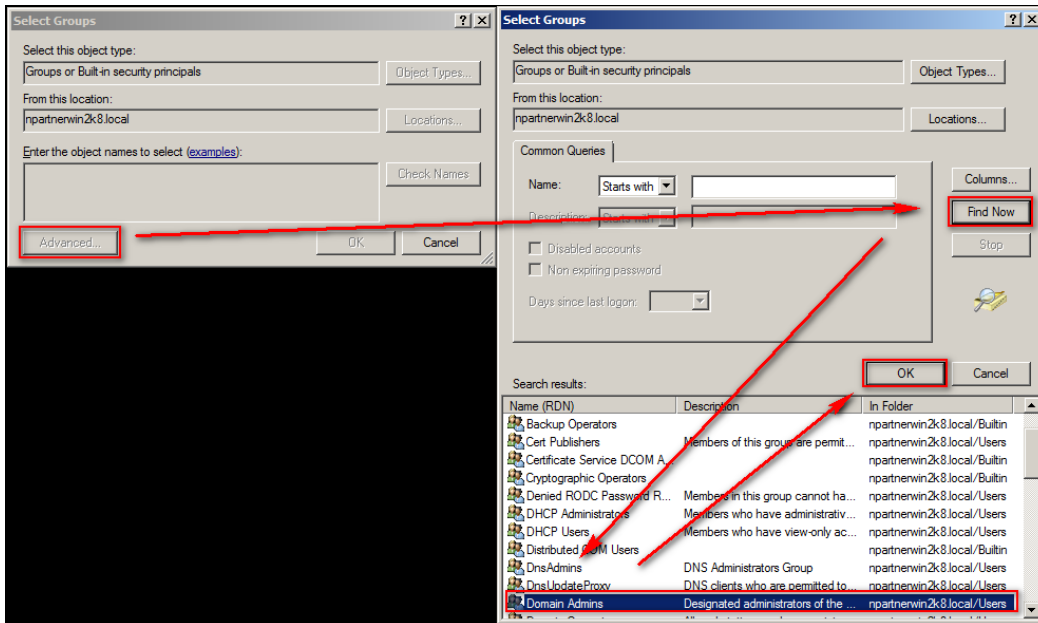 Select Groups
Select this object type:
Groups or Built-in security principals
Object Types...
From this location:
npartnerwin2k8.local
Locations...
Enter the object names to select (examples):
Check Names
Advanced...
OK
Cancel
Select Groups
Select this object type:
Groups or Built-in security principals
Object Types...
From this location:
npartnerwin2k8.local
Locations...
Common Queries
Name: Starts with
Columns...
Description: Starts with
Find Now
Disabled accounts
Stop
Non expiring password
Days since last logon:
OK
Cancel
Search results:
Name (RDN) Description In Folder
Backup Operators npartnerwin2k8.local/Builtin
Cert Publishers Members of this group are permit... npartnerwin2k8.local/Users
Certificate Service DCOM A... npartnerwin2k8.local/Builtin
Cryptographic Operators npartnerwin2k8.local/Builtin
Denied RODC Password R... Members in this group cannot ha... npartnerwin2k8.local/Users
DHCP Administrators Members who have administrativ... npartnerwin2k8.local/Users
DHCP Users Members who have view-only ac... npartnerwin2k8.local/Users
Distributed COM Users npartnerwin2k8.local/Builtin
DnsAdmins DNS Administrators Group npartnerwin2k8.local/Users
DnsUpdateProxy DNS clients who are permitted to... npartnerwin2k8.local/Users
Domain Admins Designated administrators of the ... npartnerwin2k8.local/Users